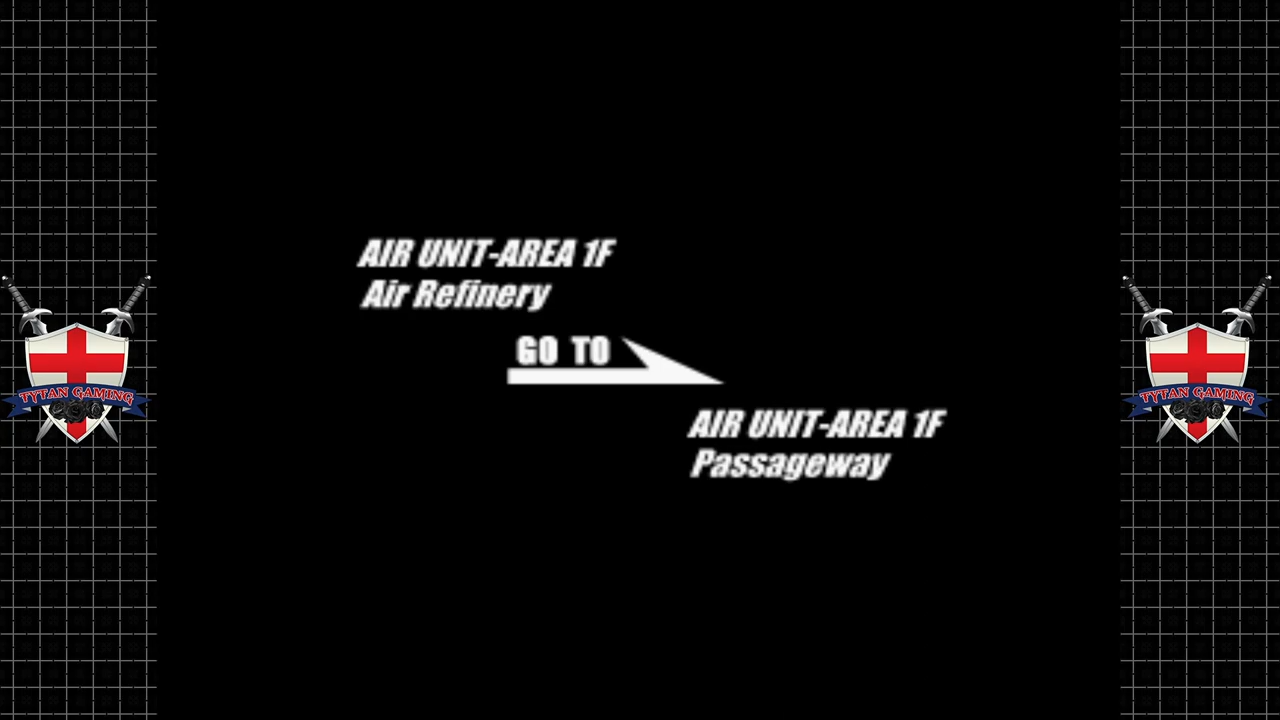 AIR UNIT-AREA 1F
Air Refinery
GO TO
AIR UNIT-AREA 1F
Passageway
TYTAN GAMING
TYTAN GAMING